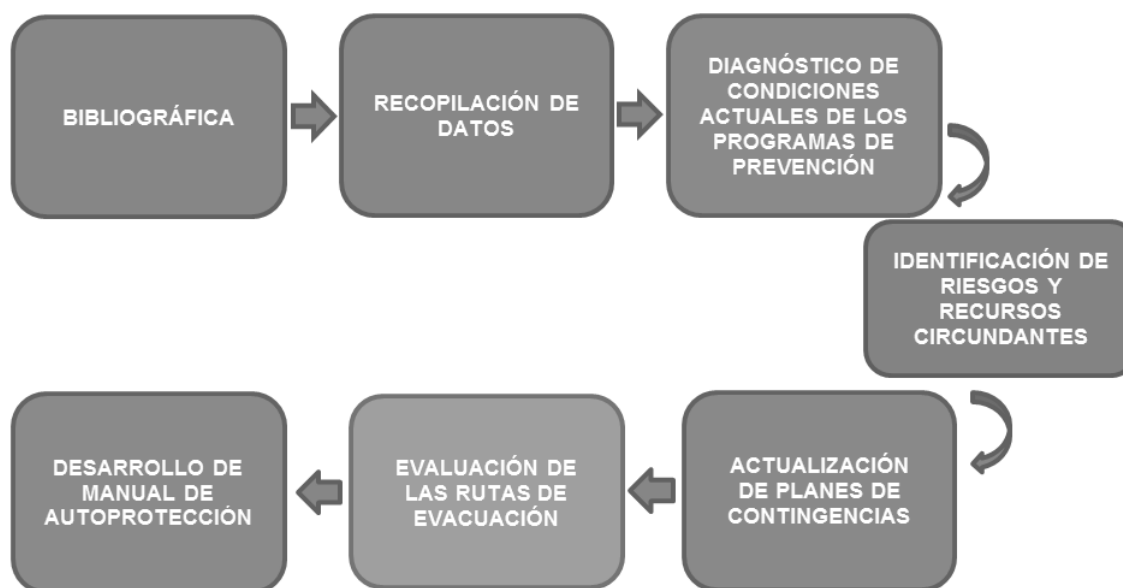 BIBLIOGRÁFICA
RECOPILACIÓN DE
DATOS
DIAGNÓSTICO DE
CONDICIONES
ACTUALES DE LOS
PROGRAMAS DE
PREVENCIÓN
IDENTIFICACIÓN DE
RIESGOS Y
RECURSOS
CIRCUNDANTES
ACTUALIZACIÓN
DE PLANES DE
CONTINGENCIAS
EVALUACIÓN DE
LAS RUTAS DE
EVACUACIÓN
DESARROLLO DE
MANUAL DE
AUTOPROTECCIÓN